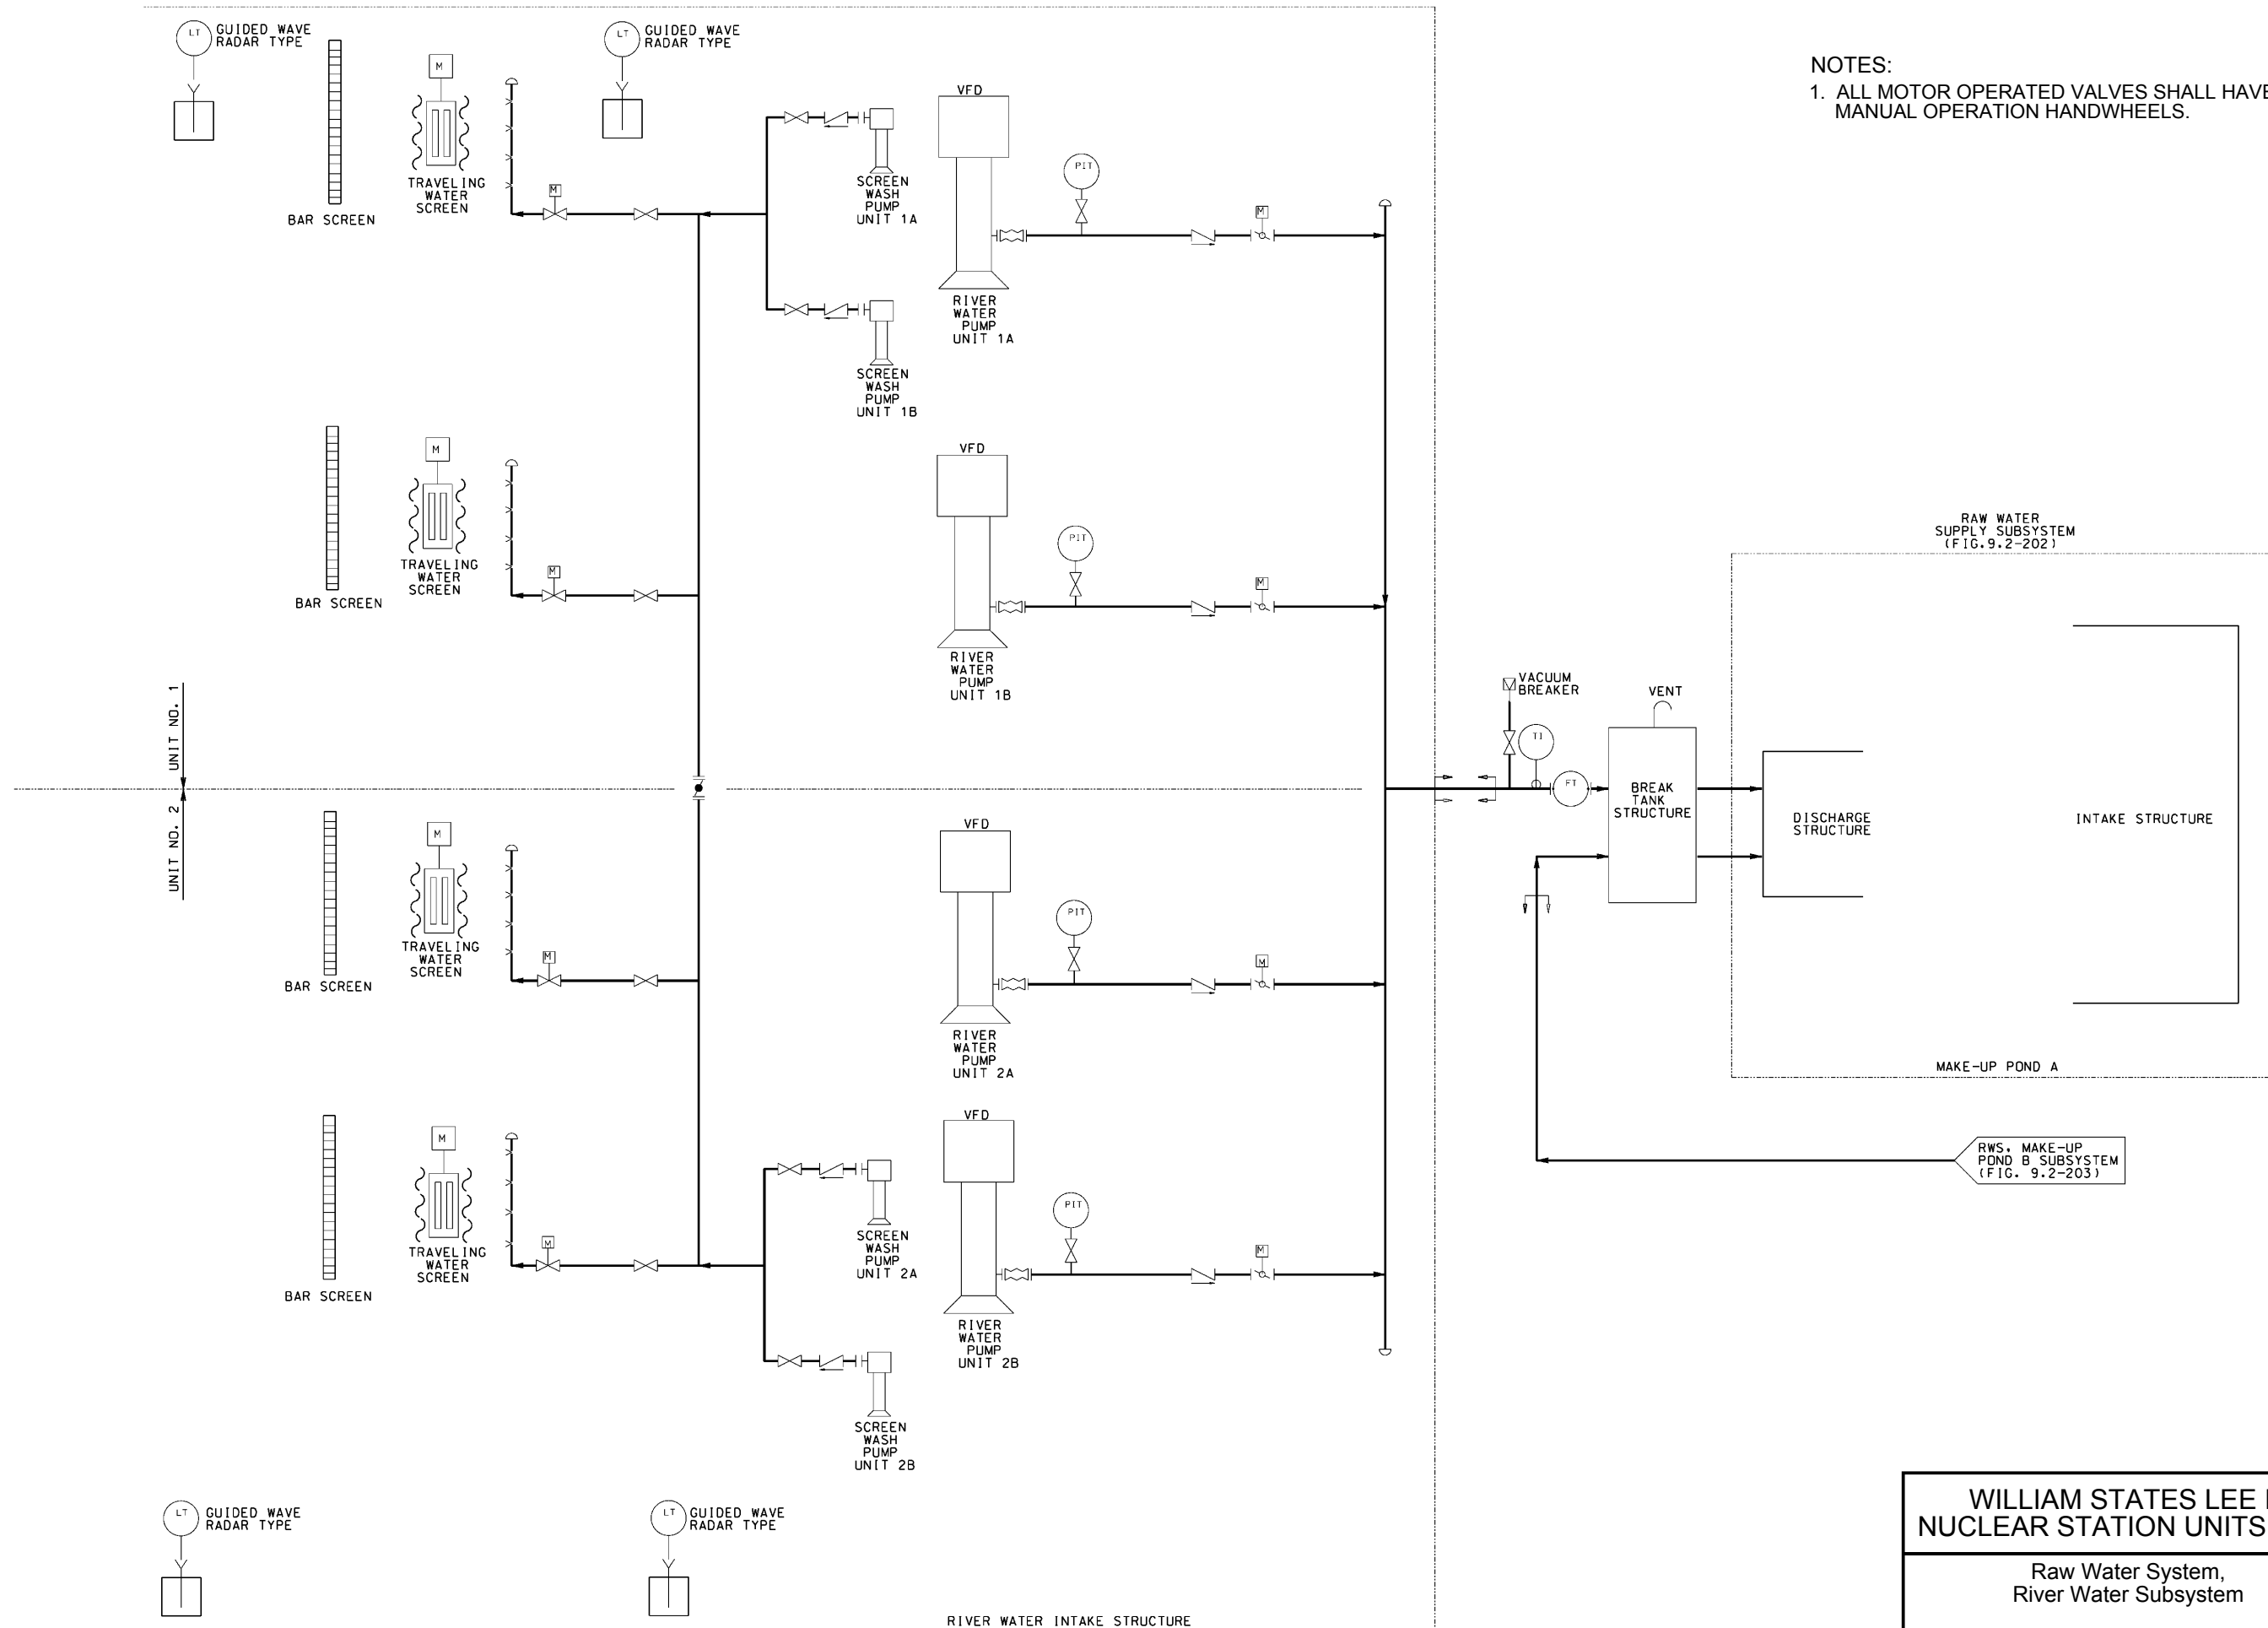 LT
GUIDED WAVE
RADAR TYPE
LT
GUIDED WAVE
RADAR TYPE
NOTES:
1. ALL MOTOR OPERATED VALVES SHALL HAVE
MANUAL OPERATION HANDWHEELS.
M
TRAVELING
WATER
SCREEN
BAR SCREEN
M
SCREEN
WASH
PUMP
UNIT 1A
SCREEN
WASH
PUMP
UNIT 1B
VFD
RIVER
WATER
PUMP
UNIT 1A
PIT
M
M
TRAVELING
WATER
SCREEN
BAR SCREEN
M
VFD
RIVER
WATER
PUMP
UNIT 1B
PIT
M
RAW WATER
SUPPLY SUBSYSTEM
(FIG.9.2-202)
UNIT NO. 1
UNIT NO. 2
VACUUM
BREAKER
TI
FT
VENT
BREAK
TANK
STRUCTURE
DISCHARGE
STRUCTURE
INTAKE STRUCTURE
MAKE-UP POND A
M
TRAVELING
WATER
SCREEN
BAR SCREEN
M
VFD
RIVER
WATER
PUMP
UNIT 2A
PIT
M
M
TRAVELING
WATER
SCREEN
BAR SCREEN
M
SCREEN
WASH
PUMP
UNIT 2A
SCREEN
WASH
PUMP
UNIT 2B
VFD
RIVER
WATER
PUMP
UNIT 2B
PIT
M
RWS. MAKE-UP
POND B SUBSYSTEM
(FIG. 9.2-203)
LT
GUIDED WAVE
RADAR TYPE
LT
GUIDED WAVE
RADAR TYPE
RIVER WATER INTAKE STRUCTURE
WILLIAM STATES LEE
NUCLEAR STATION UNITS
Raw Water System,
River Water Subsystem